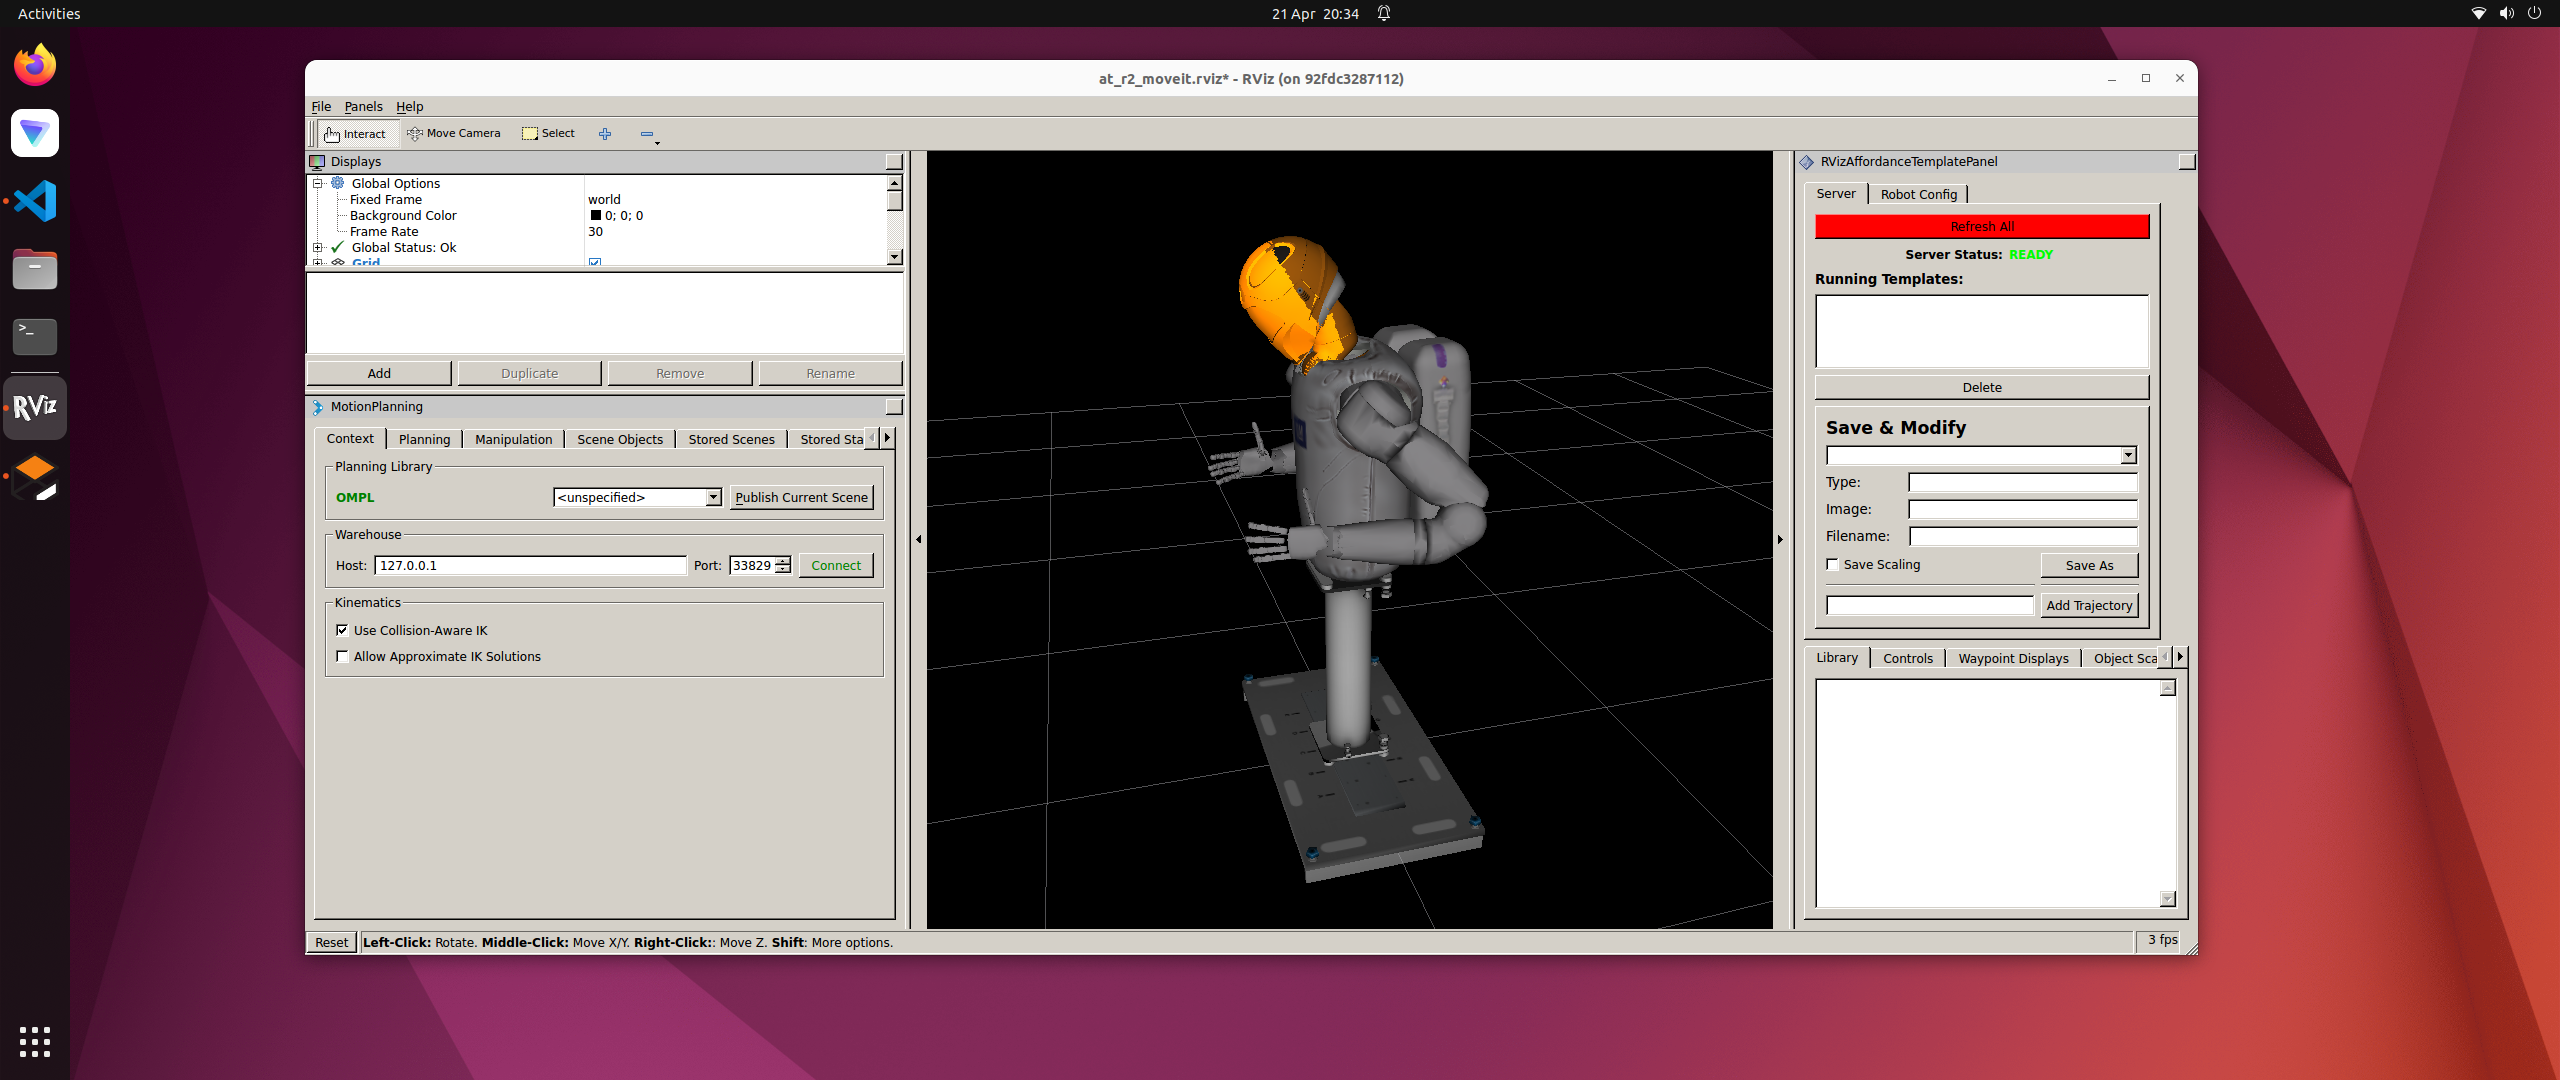 Activities
21 Apr 20:34
at_r2_moveit.rviz* - RViz (on 92fdc3287112)
File Panels Help
Interact Move Camera Select
Displays
Global Options
Fixed Frame world
Background Color 0; 0; 0
Frame Rate 30
Global Status: Ok
Grid
Add Duplicate Remove Rename
MotionPlanning
Context Planning Manipulation Scene Objects Stored Scenes Stored Sta
Planning Library
OMPL <unspecified> Publish Current Scene
Warehouse
Host: 127.0.0.1 Port: 33829 Connect
Kinematics
Use Collision-Aware IK
Allow Approximate IK Solutions
Reset Left-Click: Rotate. Middle-Click: Move X/Y. Right-Click:: Move Z. Shift: More options.
3 fps
RVizAffordanceTemplatePanel
Server Robot Config
Refresh All
Server Status: READY
Running Templates:
Delete
Save & Modify
Type:
Image:
Filename:
Save Scaling Save As
Add Trajectory
Library Controls Waypoint Displays Object Sca
>_
RViz